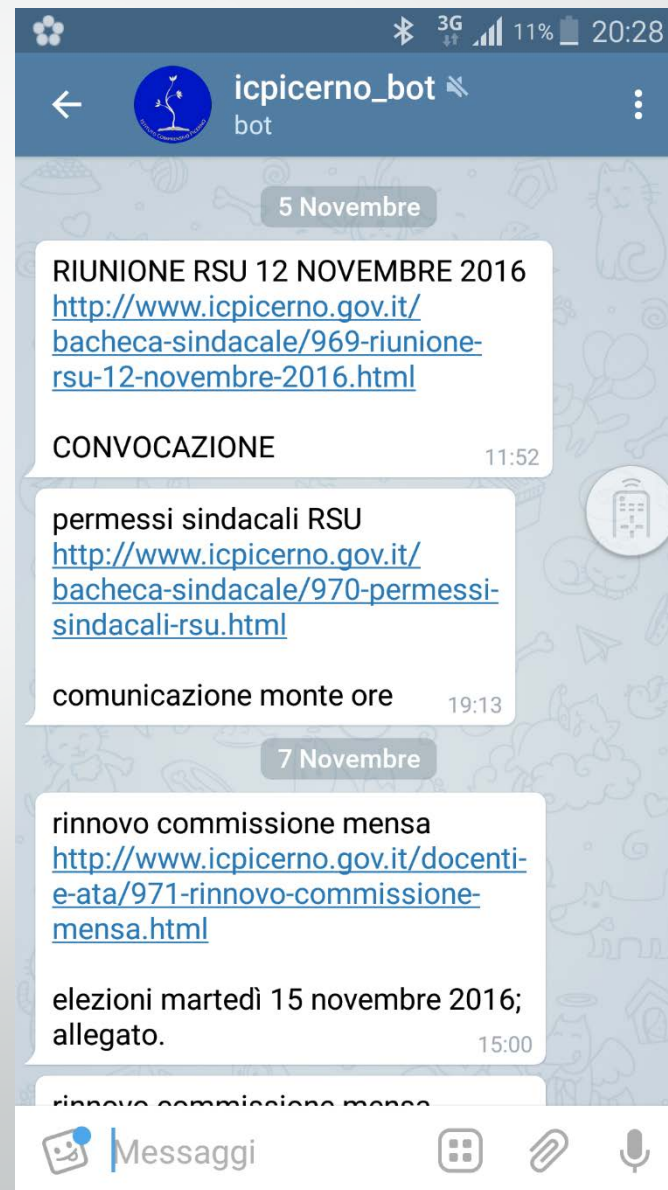 3G 11% 20:28
icpicerno_bot
bot
5 Novembre
RIUNIONE RSU 12 NOVEMBRE 2016
http://www.icpicerno.gov.it/
bacheca-sindacale/969-riunione-
rsu-12-novembre-2016.html
CONVOCAZIONE
11:52
permessi sindacali RSU
http://www.icpicerno.gov.it/
bacheca-sindacale/970-permessi-
sindacali-rsu.html
comunicazione monte ore
19:13
7 Novembre
rinnovo commissione mensa
http://www.icpicerno.gov.it/docenti-
e-ata/971-rinnovo-commissione-
mensa.html
elezioni martedì 15 novembre 2016;
allegato.
15:00
rinnovo commissione mensa
Messaggi